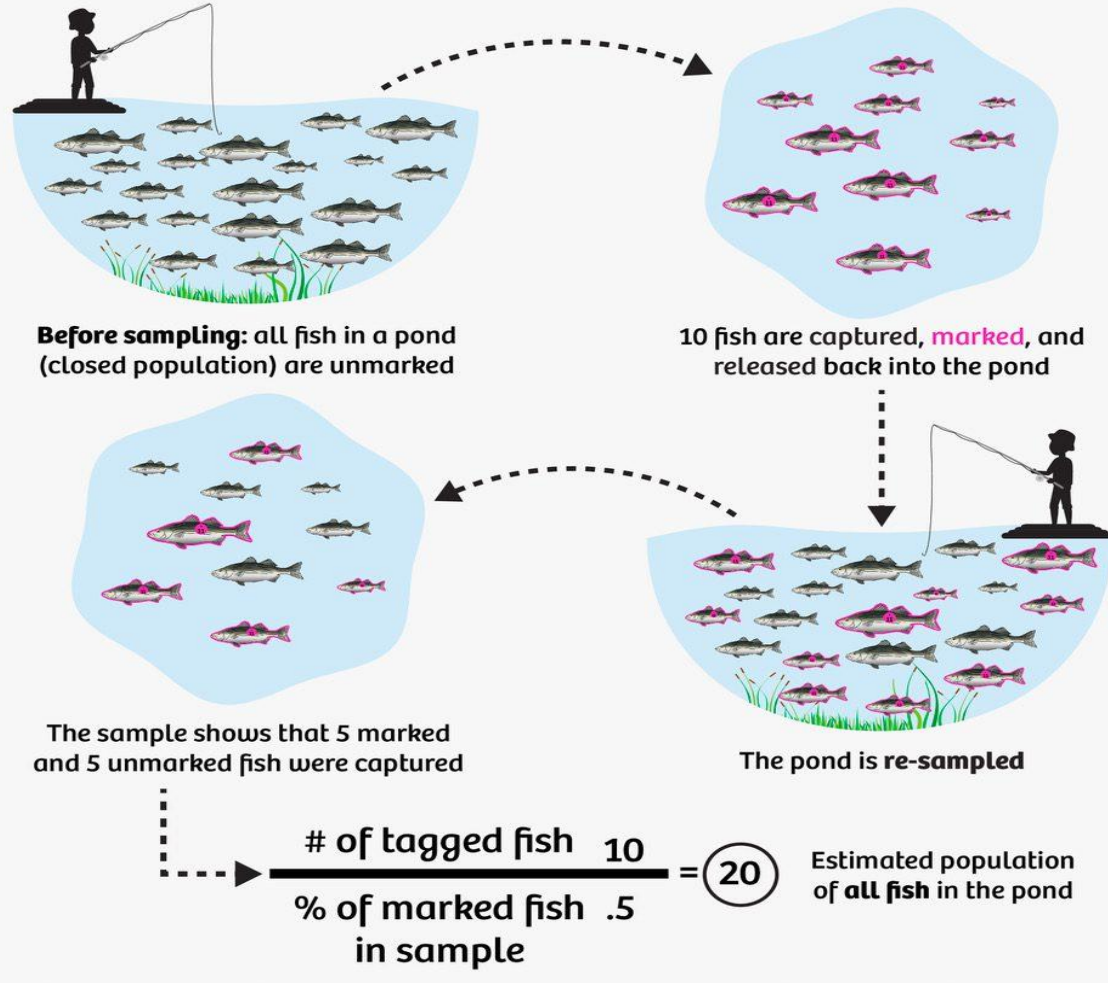 Before sampling: all fish in a pond
(closed population) are unmarked
10 fish are captured, marked, and
released back into the pond
The pond is re-sampled
The sample shows that 5 marked
and 5 unmarked fish were captured
# of tagged fish 10
% of marked fish .5
in sample
= 20
Estimated population
of all fish in the pond